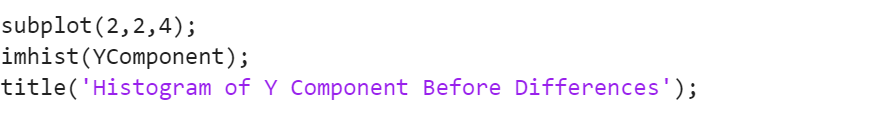 subplot(2,2,4);
imhist(YComponent);
title('Histogram of Y Component Before Differences');